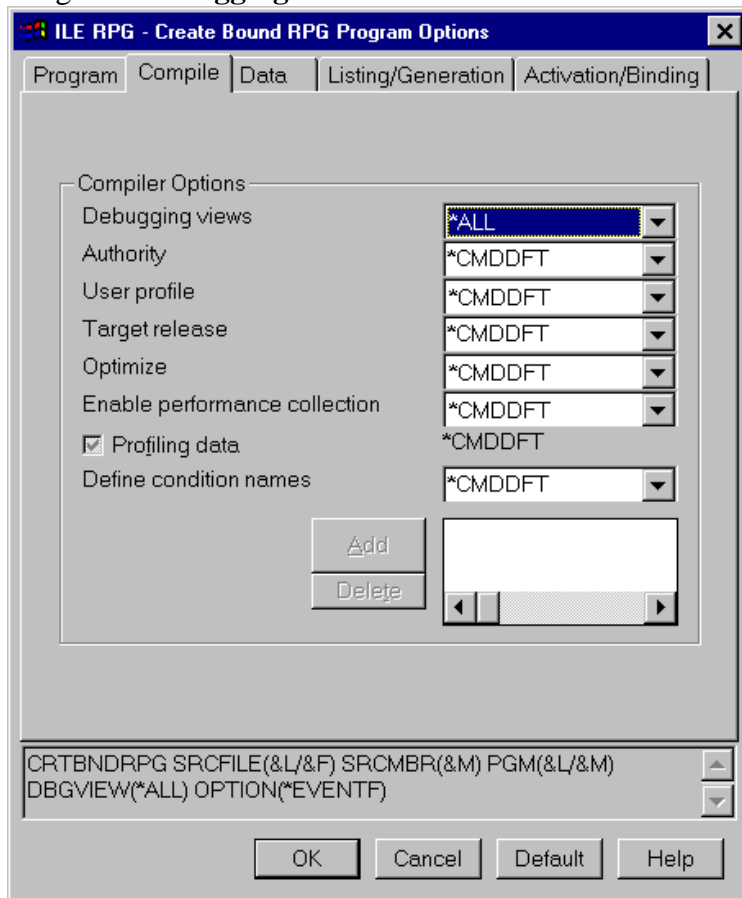 ILE RPG - Create Bound RPG Program Options
Program Compile Data Listing/Generation Activation/Binding
Compiler Options
Debugging views *ALL
Authority *CMDDFT
User profile *CMDDFT
Target release *CMDDFT
Optimize *CMDDFT
Enable performance collection *CMDDFT
Profiling data *CMDDFT
Define condition names *CMDDFT
Add
Delete
CRTBNDRPG SRCFILE(&L/&F) SRCMBR(&M) PGM(&L/&M)
DBGVIEW(*ALL) OPTION(*EVENTF)
OK Cancel Default Help